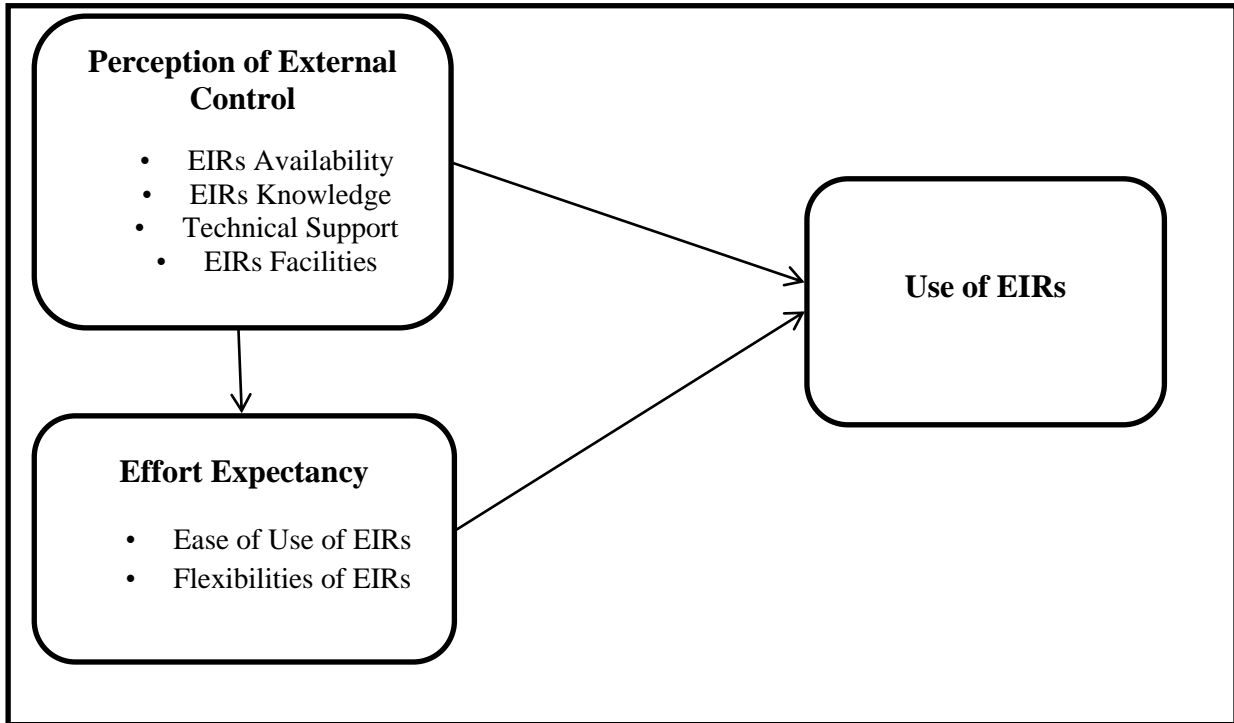 Perception of External
Control
• EIRs Availability
• EIRs Knowledge
• Technical Support
• EIRs Facilities
Use of EIRs
Effort Expectancy
• Ease of Use of EIRs
• Flexibilities of EIRs